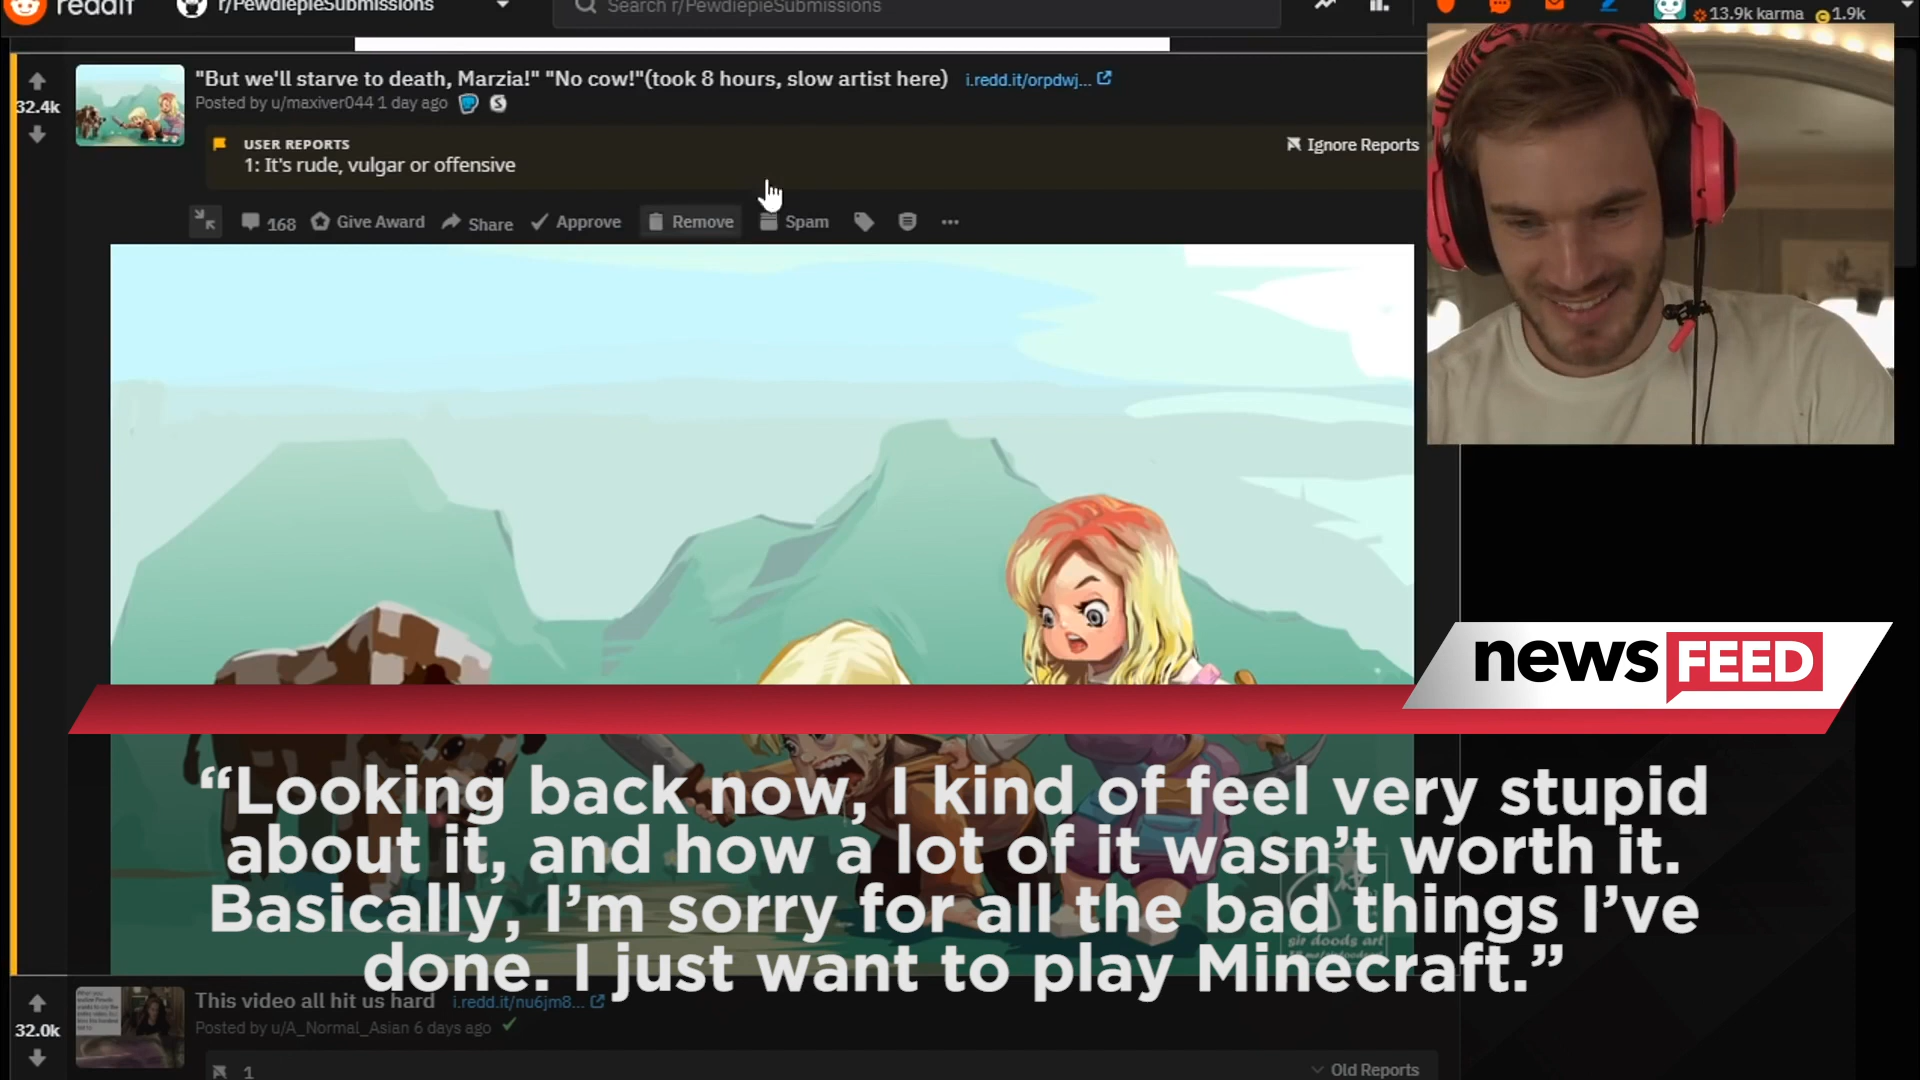 reddit r/PewdiepieSubmissions Search r/PewdiepieSubmissions 13.9k karma 1.9k
"But we'll starve to death, Marzia!" "No cow!"(took 8 hours, slow artist here) i.redd.it/orpdwj...
32.4k Posted by u/maxiver044 1 day ago
USER REPORTS
1: It's rude, vulgar or offensive
Ignore Reports
168 Give Award Share Approve Remove Spam
news FEED
“Looking back now, I kind of feel very stupid
about it, and how a lot of it wasn’t worth it.
Basically, I’m sorry for all the bad things I’ve
done. I just want to play Minecraft.”
sir doods art
This video all hit us hard i.redd.it/nu6jm8...
32.0k Posted by u/A_Normal_Asian 6 days ago
1 Old Reports